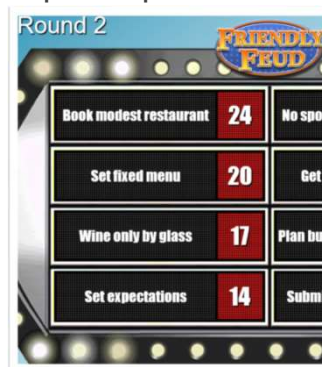 Round 2
FRIENDLY
FEUD
Book modest restaurant 24
No spo
Set fixed menu 20
Get
Wine only by glass 17
Plan bu
Set expectations 14
Subm